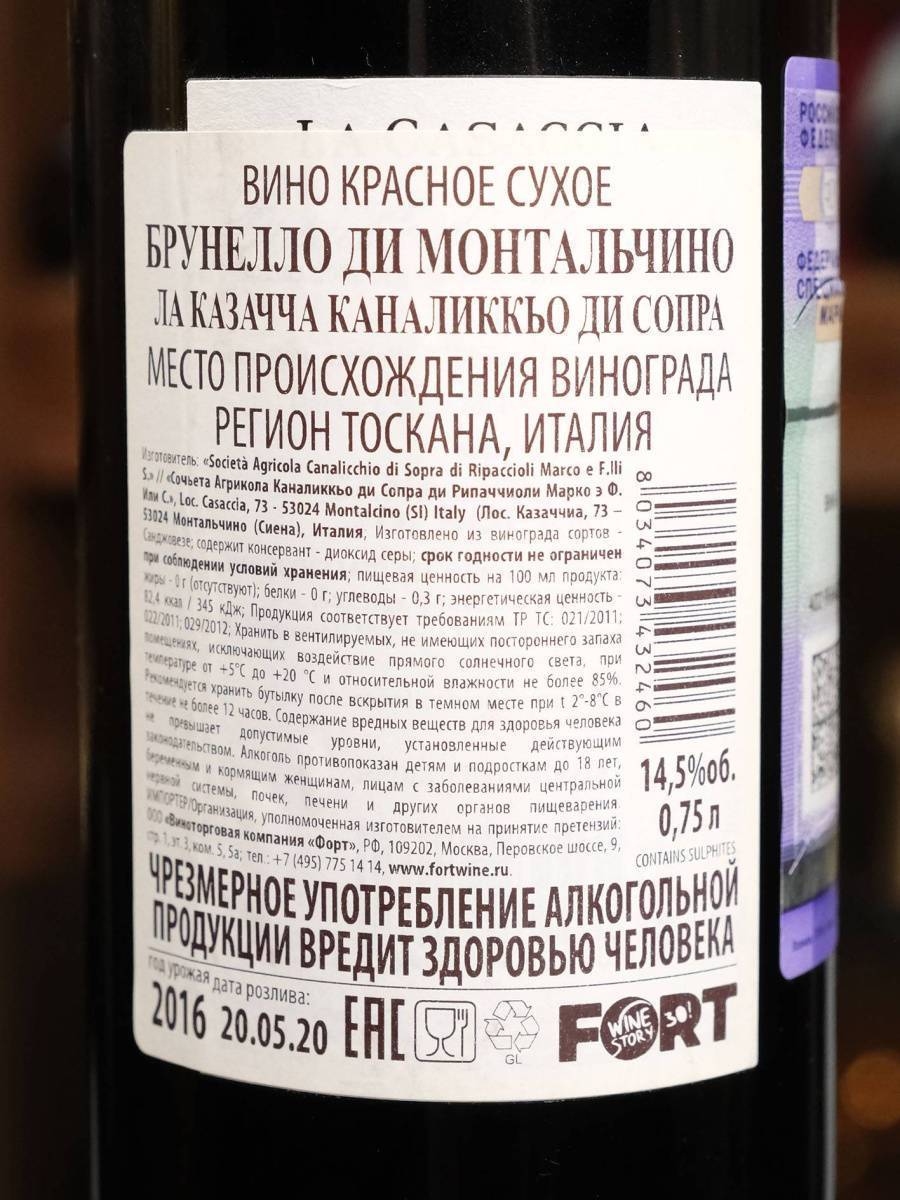 LA CASACCIA
ВИНО КРАСНОЕ СУХОЕ
БРУНЕЛЛО ДИ МОНТАЛЬЧИНО
ЛА КАЗАЧЧА КАНАЛИККЬО ДИ СОПРА
МЕСТО ПРОИСХОЖДЕНИЯ ВИНОГРАДА
РЕГИОН ТОСКАНА, ИТАЛИЯ
Изготовитель: «Società Agricola Canalicchio di Sopra di Ripaccioli Marco e F.lli
S.» // «Сочьета Агрикола Каналиккьо ди Сопра ди Рипаччиоли Марко э Ф.
Или С.», Loc. Casaccia, 73 - 53024 Montalcino (SI) Italy (Лос. Казаччиа, 73 –
53024 Монтальчино (Сиена), Италия; Изготовлено из винограда сортов -
Санджовезе; содержит консервант - диоксид серы; срок годности не ограничен
при соблюдении условий хранения; пищевая ценность на 100 мл продукта:
жиры - 0 г (отсутствуют); белки - 0 г; углеводы - 0,3 г; энергетическая ценность -
82,4 ккал / 345 кДж; Продукция соответствует требованиям ТР ТС: 021/2011;
022/2011; 029/2012; Хранить в вентилируемых, не имеющих постороннего запаха
помещениях, исключающих воздействие прямого солнечного света, при
температуре от +5°C до +20 °C и относительной влажности не более 85%.
Рекомендуется хранить бутылку после вскрытия в темном месте при t 2°-8°C в
течение не более 12 часов. Содержание вредных веществ для здоровья человека
не превышает допустимые уровни, установленные действующим
законодательством. Алкоголь противопоказан детям и подросткам до 18 лет,
беременным и кормящим женщинам, лицам с заболеваниями центральной
нервной системы, почек, печени и других органов пищеварения.
ИМПОРТЕР/Организация, уполномоченная изготовителем на принятие претензий:
ООО «Виноторговая компания «Форт», РФ, 109202, Москва, Перовское шоссе, 9,
стр. 1, эт. 3, ком. 5, 5а; тел.: +7 (495) 775 14 14, www.fortwine.ru.
8 034073 432460
14,5%об.
0,75 л
CONTAINS SULPHITES
ЧРЕЗМЕРНОЕ УПОТРЕБЛЕНИЕ АЛКОГОЛЬНОЙ
ПРОДУКЦИИ ВРЕДИТ ЗДОРОВЬЮ ЧЕЛОВЕКА
год урожая дата розлива:
2016 20.05.20 EAC
GL
FORT
WINE STORY 30!